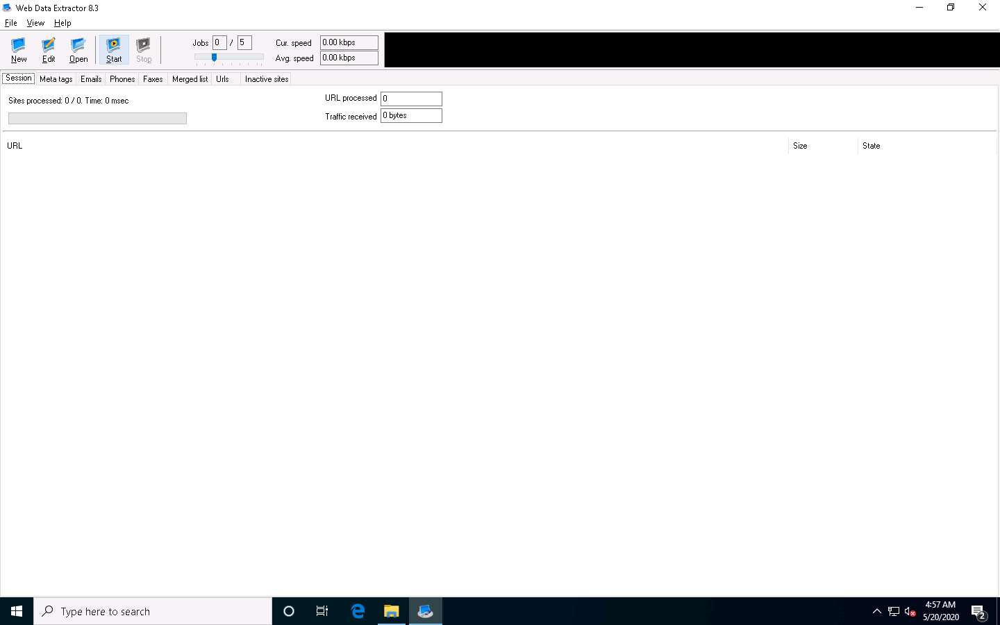 Web Data Extractor 8.3
File View Help
New Edit Open Start Stop
Jobs 0 / 5
Cur. speed 0.00 kbps
Avg. speed 0.00 kbps
Session Meta tags Emails Phones Faxes Merged list Urls Inactive sites
Sites processed: 0 / 0. Time: 0 msec
URL processed 0
Traffic received 0 bytes
URL Size State
Type here to search
4:57 AM
5/20/2020
2